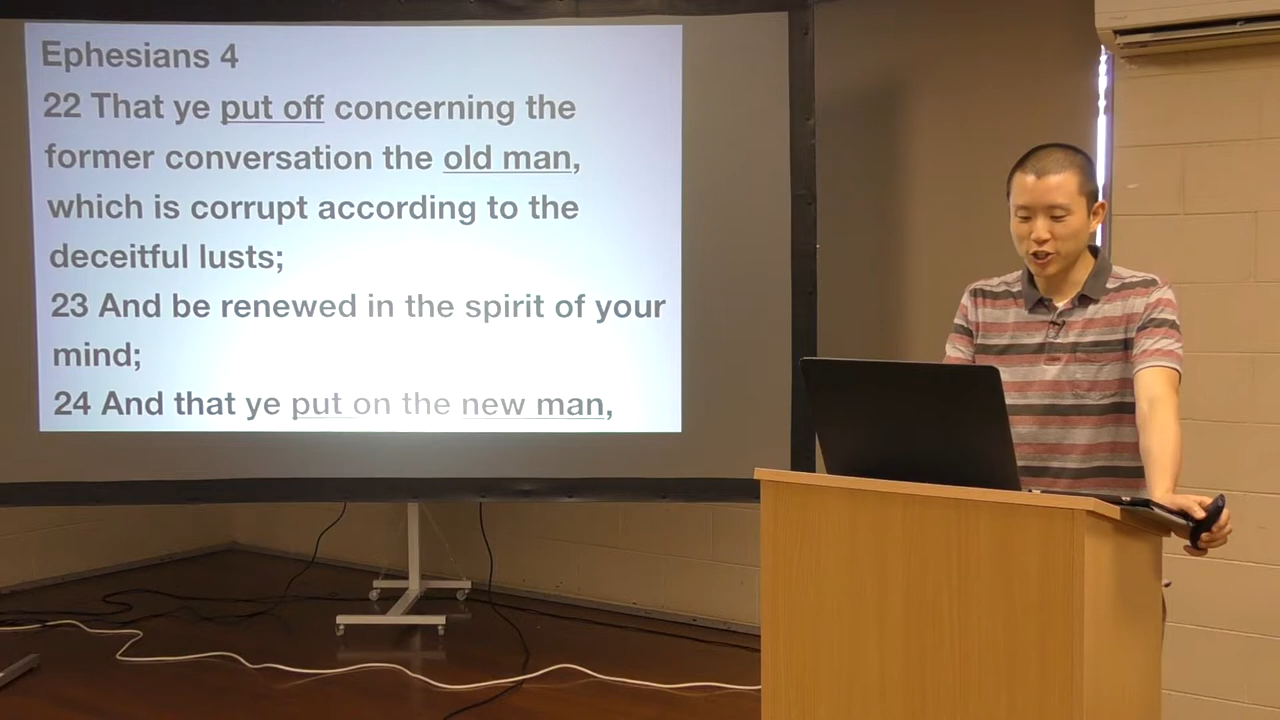 Ephesians 4
22 That ye put off concerning the
former conversation the old man,
which is corrupt according to the
deceitful lusts;
23 And be renewed in the spirit of your
mind;
24 And that ye put on the new man,